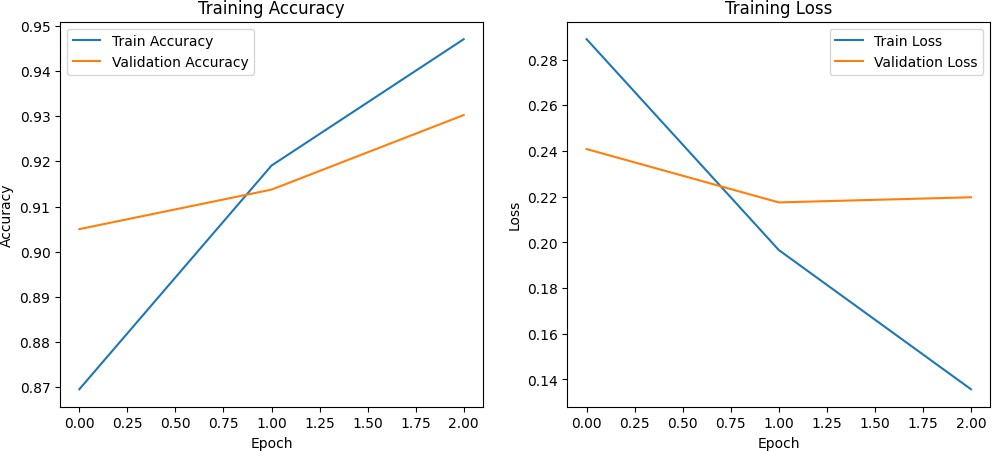 Training Accuracy
Train Accuracy
Validation Accuracy
0.95
0.94
0.93
0.92
0.91
0.90
0.89
0.88
0.87
Accuracy
0.00 0.25 0.50 0.75 1.00 1.25 1.50 1.75 2.00
Epoch
Training Loss
Train Loss
Validation Loss
0.28
0.26
0.24
0.22
0.20
0.18
0.16
0.14
Loss
0.00 0.25 0.50 0.75 1.00 1.25 1.50 1.75 2.00
Epoch